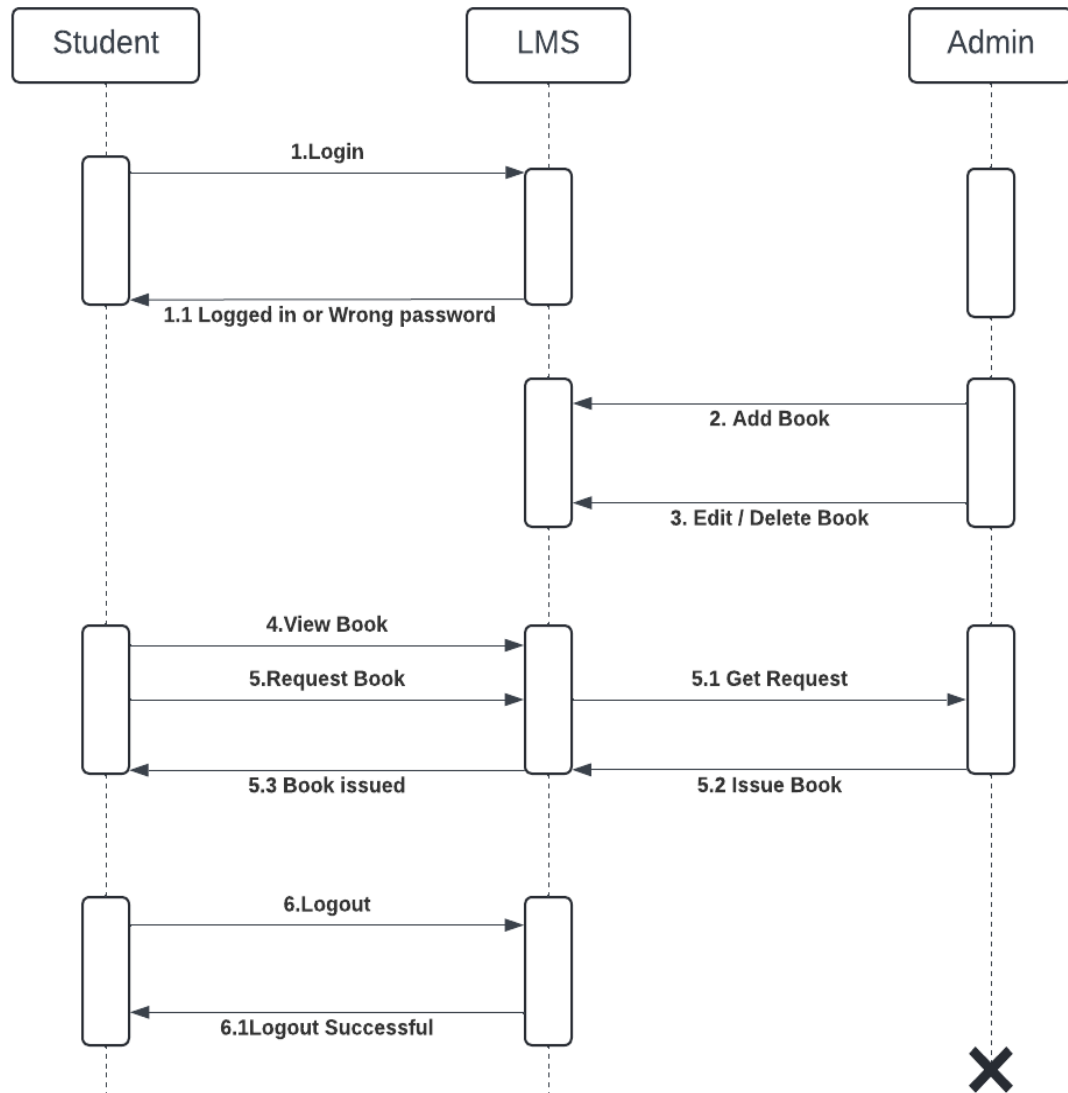 Student
LMS
Admin
1.Login
1.1 Logged in or Wrong password
2. Add Book
3. Edit / Delete Book
4.View Book
5.Request Book
5.1 Get Request
5.3 Book issued
5.2 Issue Book
6.Logout
6.1Logout Successful